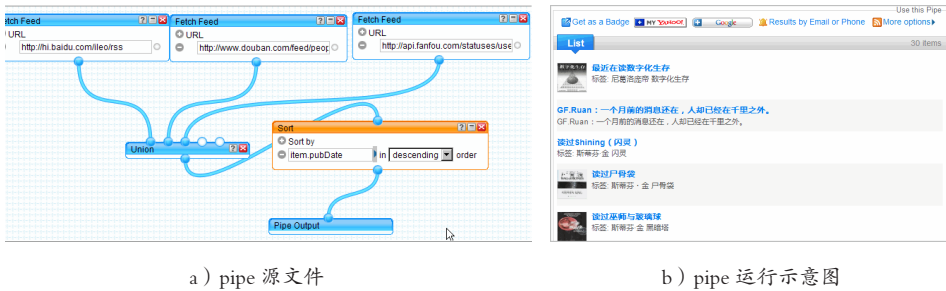 etch Feed
URL
http://hi.baidu.com/ileo/rss
Fetch Feed
URL
http://www.douban.com/feed/peop
Fetch Feed
URL
http://api.fanfou.com/statuses/use
Union
Sort
Sort by
item.pubDate in descending order
Pipe Output
a）pipe 源文件
Use this Pipe
Get as a Badge MY YAHOO! Google Results by Email or Phone More options
List 30 items
最近在读数字化生存
标签: 尼葛洛庞帝 数字化生存
GF.Ruan：一个月前的消息还在，人却已经在千里之外。
GF.Ruan：一个月前的消息还在，人却已经在千里之外。
读过Shining（闪灵）
标签: 斯蒂芬 金 闪灵
读过尸骨袋
标签: 斯蒂芬·金 尸骨袋
读过巫师与玻璃球
标签: 斯蒂芬 金 黑暗塔
b）pipe 运行示意图